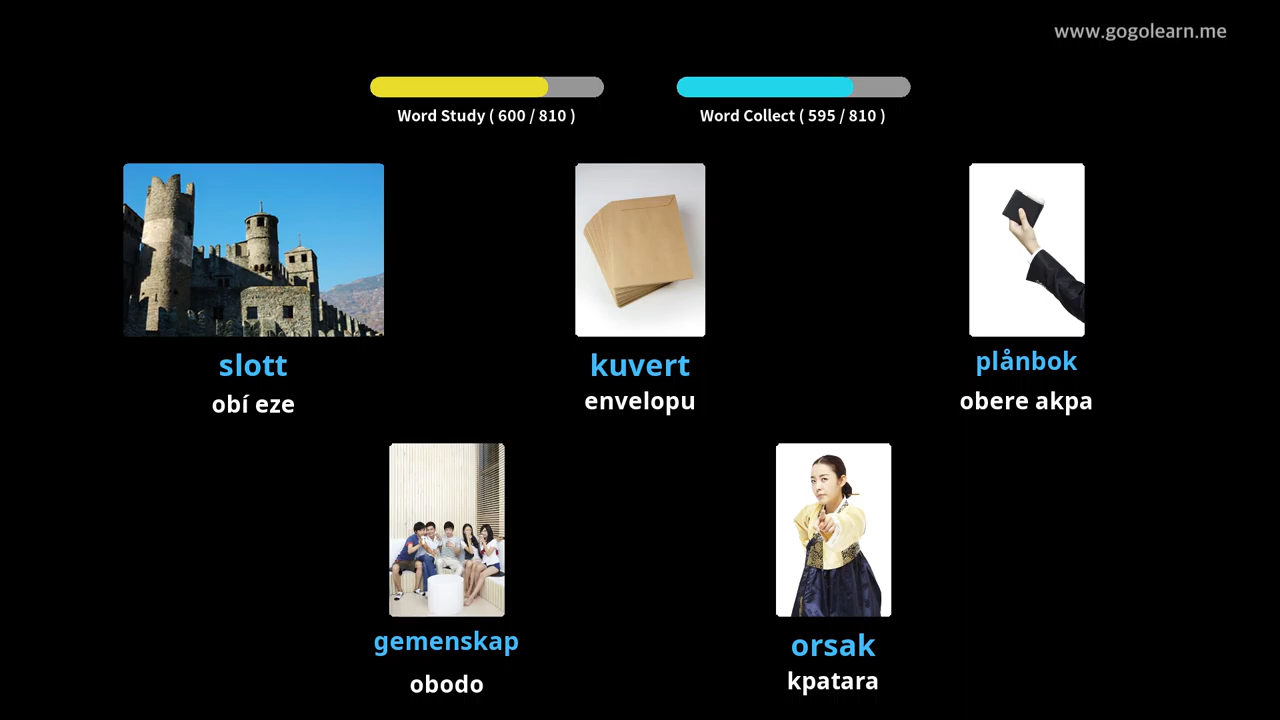 www.gogolearn.me
Word Study ( 600 / 810 )
Word Collect ( 595 / 810 )
slott
obí eze
kuvert
envelopu
plånbok
obere akpa
gemenskap
obodo
orsak
kpatara